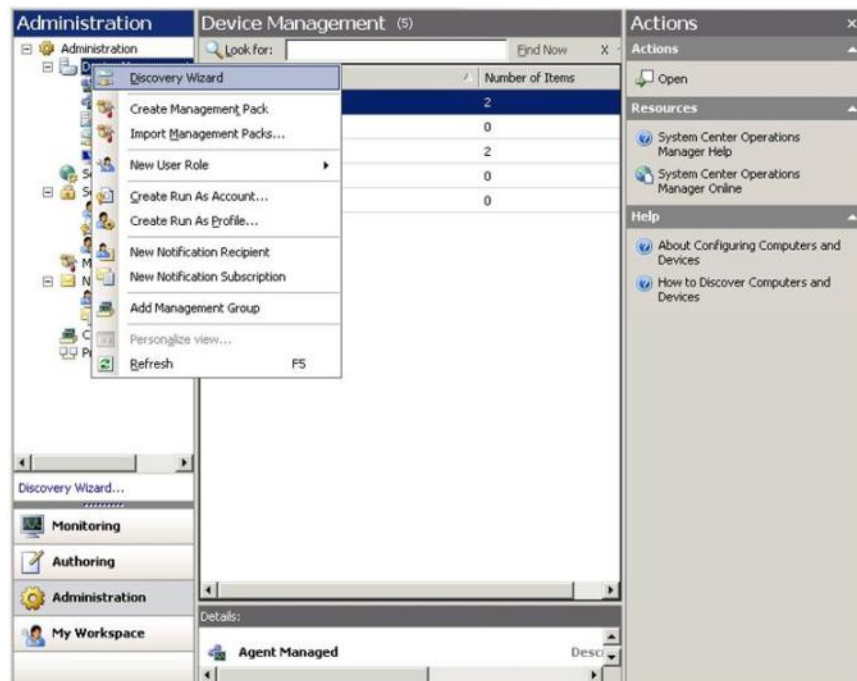 Administration
Administration
Discovery Wizard
Create Management Pack
Import Management Packs...
New User Role
Create Run As Account...
Create Run As Profile...
New Notification Recipient
New Notification Subscription
Add Management Group
Personalize view...
Refresh F5
Discovery Wizard...
Monitoring
Authoring
Administration
My Workspace
Device Management (5)
Look for: Find Now X
Number of Items
2
0
2
0
0
Details:
Agent Managed
Actions x
Actions
Open
Resources
System Center Operations
Manager Help
System Center Operations
Manager Online
Help
About Configuring Computers and
Devices
How to Discover Computers and
Devices